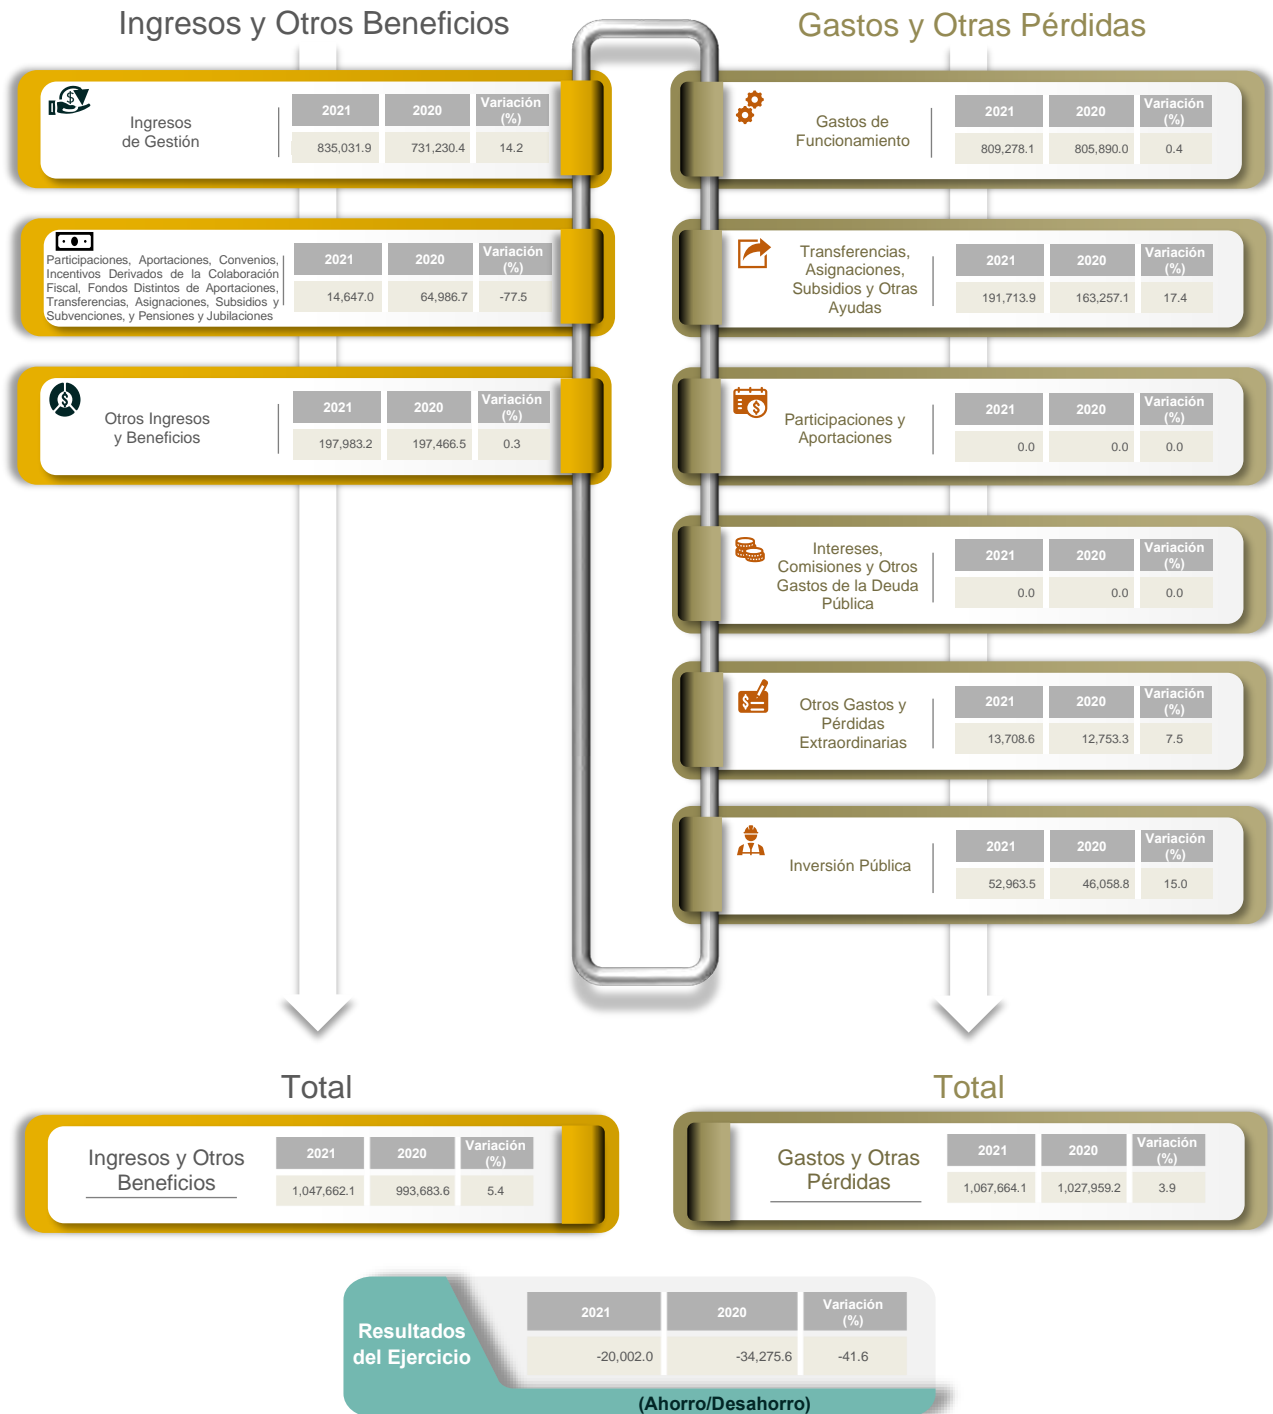 Ingresos y Otros Beneficios
Ingresos
de Gestión
2021 2020 Variación (%)
835,031.9 731,230.4 14.2
Participaciones, Aportaciones, Convenios,
Incentivos Derivados de la Colaboración
Fiscal, Fondos Distintos de Aportaciones,
Transferencias, Asignaciones, Subsidios y
Subvenciones, y Pensiones y Jubilaciones
2021 2020 Variación (%)
14,647.0 64,986.7 -77.5
Otros Ingresos
y Beneficios
2021 2020 Variación (%)
197,983.2 197,466.5 0.3
Total
Ingresos y Otros
Beneficios
2021 2020 Variación (%)
1,047,662.1 993,683.6 5.4
Gastos y Otras Pérdidas
Gastos de
Funcionamiento
2021 2020 Variación (%)
809,278.1 805,890.0 0.4
Transferencias,
Asignaciones,
Subsidios y Otras
Ayudas
2021 2020 Variación (%)
191,713.9 163,257.1 17.4
Participaciones y
Aportaciones
2021 2020 Variación (%)
0.0 0.0 0.0
Intereses,
Comisiones y Otros
Gastos de la Deuda
Pública
2021 2020 Variación (%)
0.0 0.0 0.0
Otros Gastos y
Pérdidas
Extraordinarias
2021 2020 Variación (%)
13,708.6 12,753.3 7.5
Inversión Pública
2021 2020 Variación (%)
52,963.5 46,058.8 15.0
Total
Gastos y Otras
Pérdidas
2021 2020 Variación (%)
1,067,664.1 1,027,959.2 3.9
Resultados
del Ejercicio
2021 2020 Variación (%)
-20,002.0 -34,275.6 -41.6
(Ahorro/Desahorro)